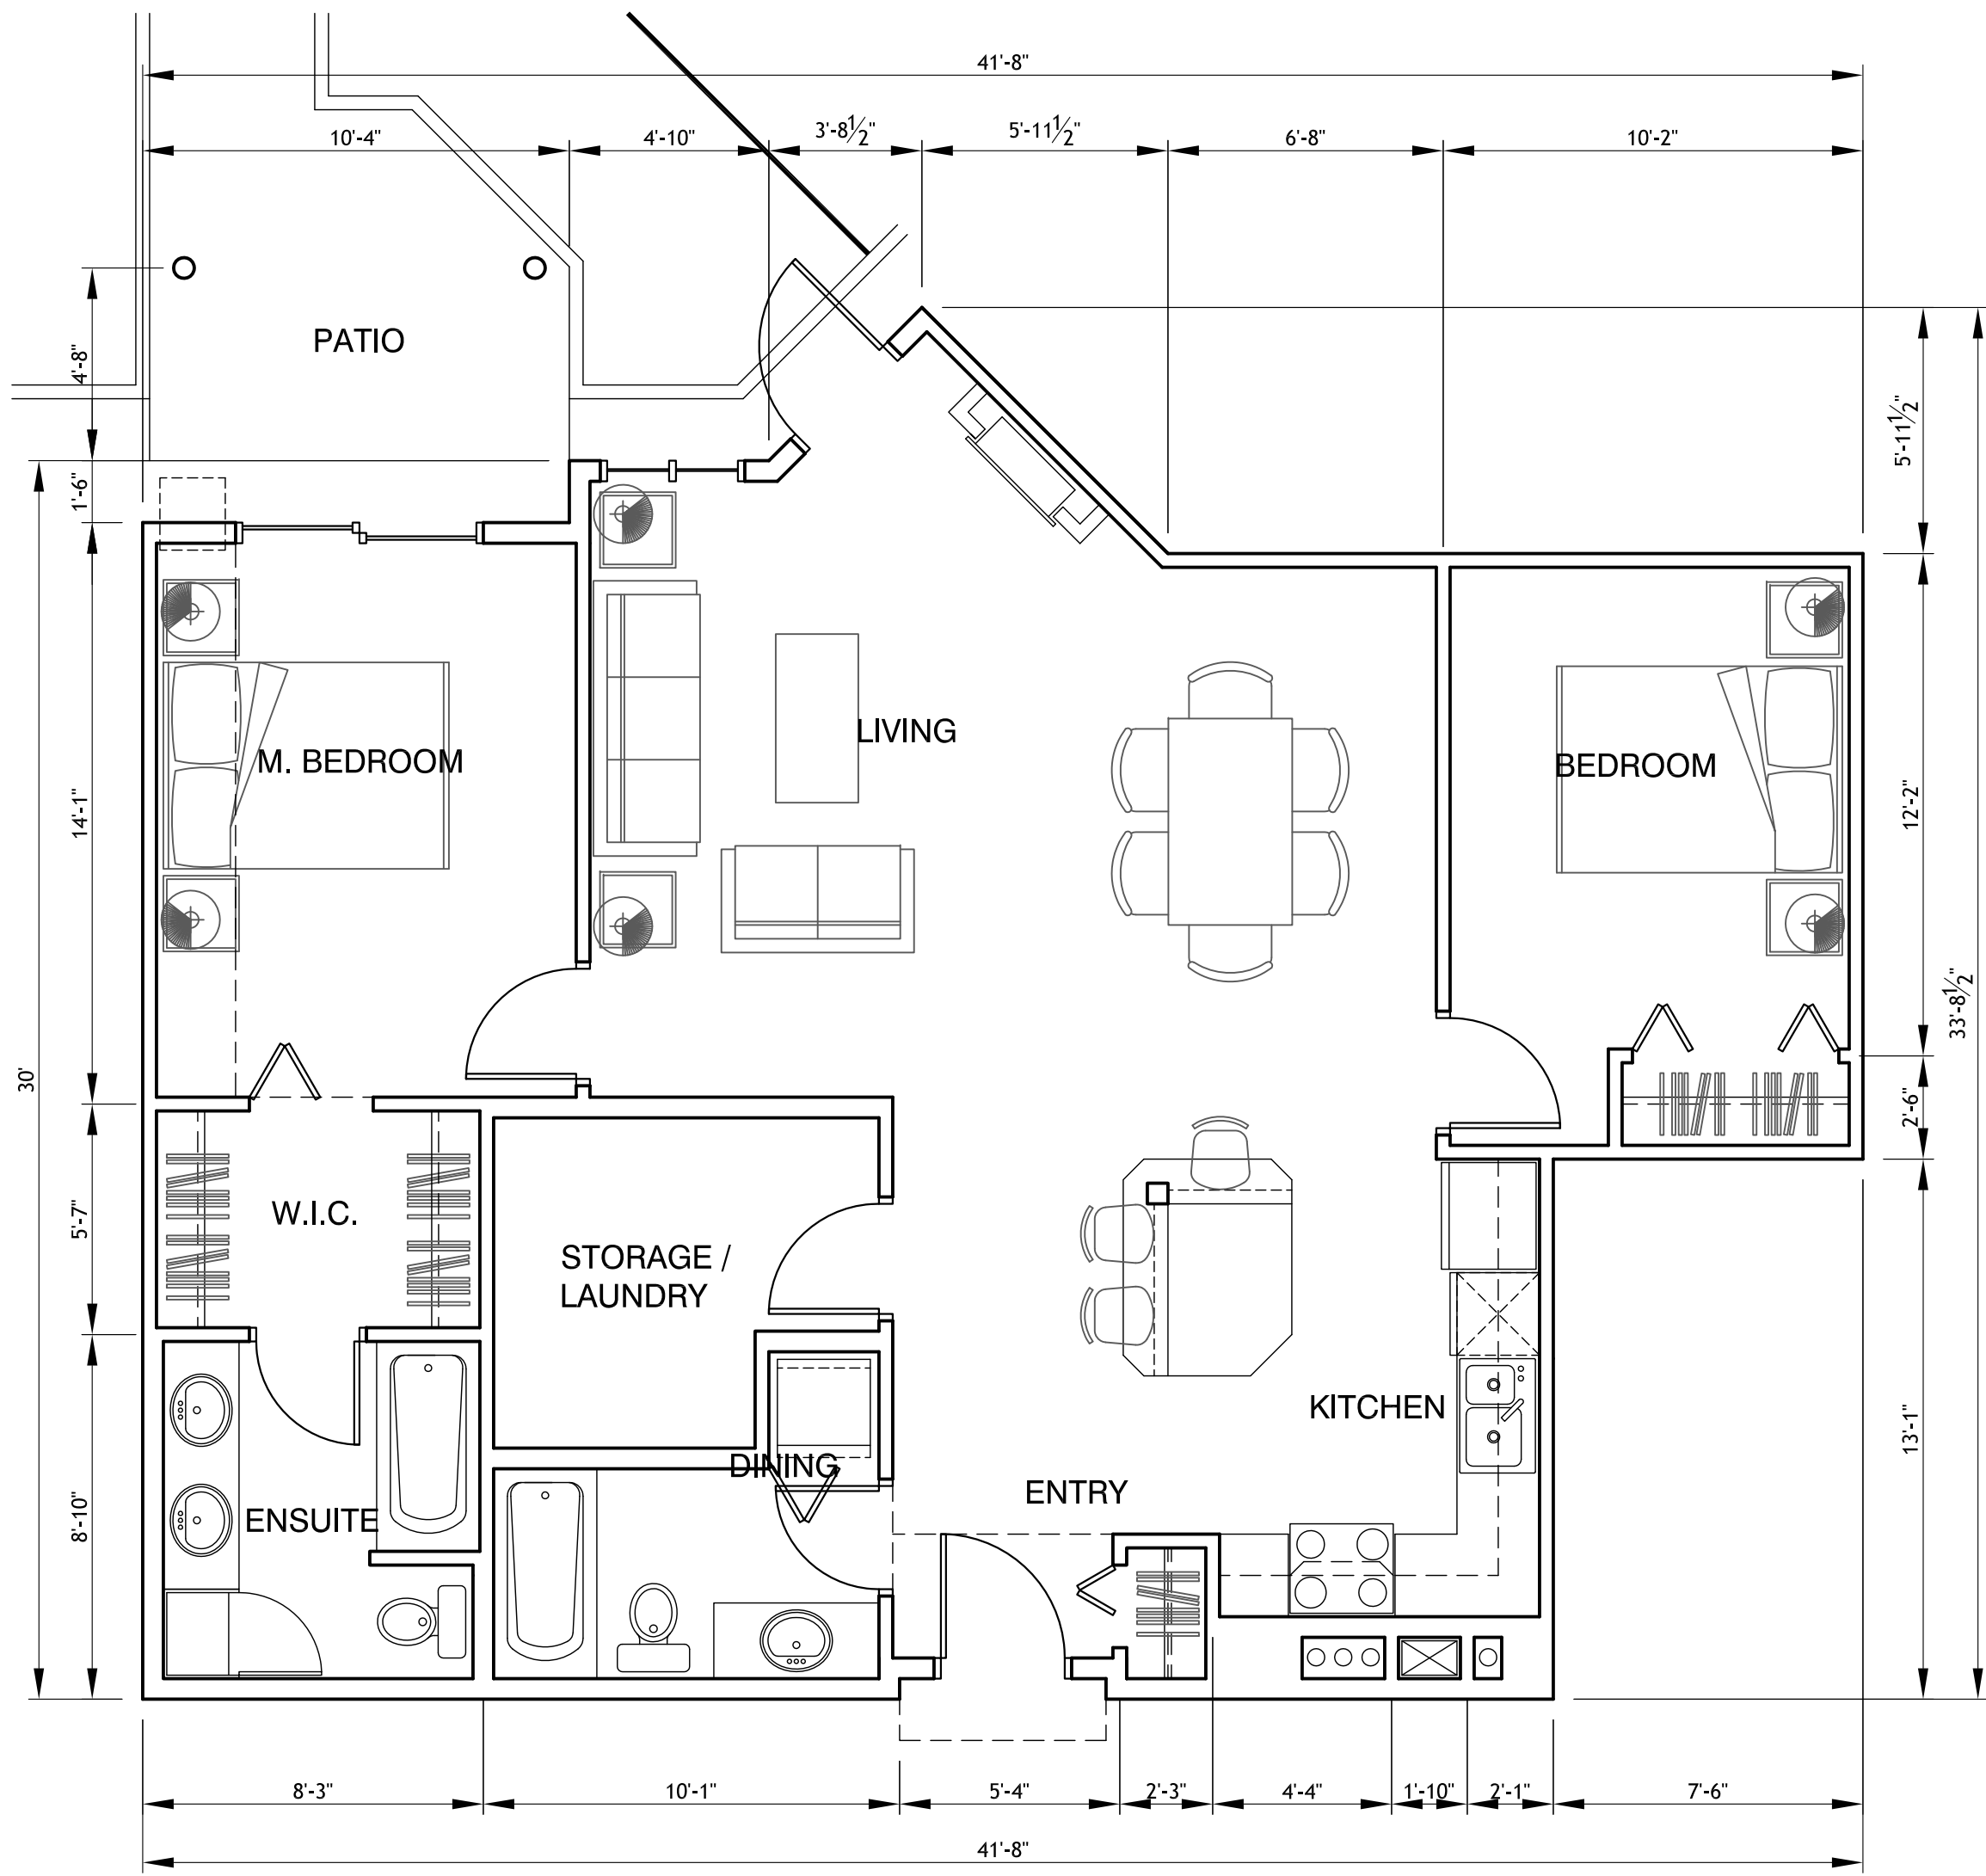 41'-8"
10'-4"
4'-10"
3'-8½"
5'-11½"
6'-8"
10'-2"
PATIO
4'-8"
5'-11½"
1'-6"
LIVING
M. BEDROOM
BEDROOM
14'-1"
12'-2"
33'-8½"
30'
2'-6"
W.I.C.
5'-7"
STORAGE /
LAUNDRY
KITCHEN
13'-1"
DINING
ENTRY
8'-10"
ENSUITE
8'-3"
10'-1"
5'-4"
2'-3"
4'-4"
1'-10"
2'-1"
7'-6"
41'-8"